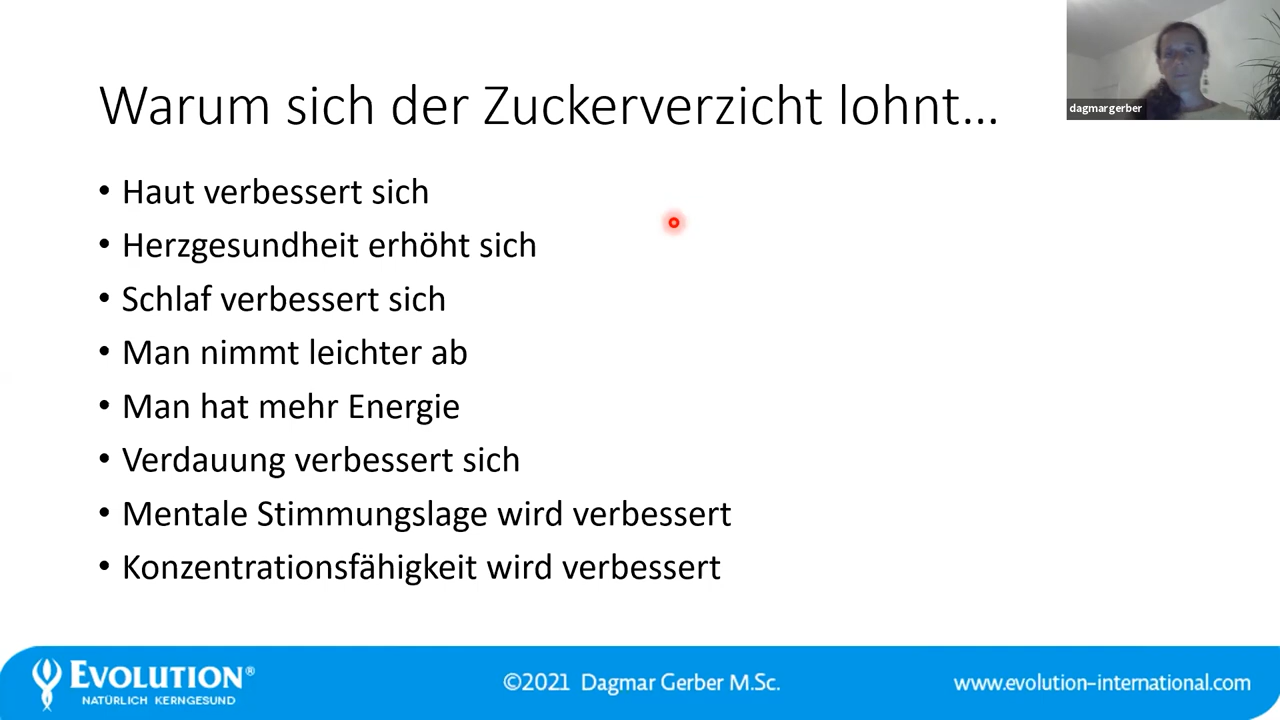 Warum sich der Zuckerverzicht lohnt...
dagmargerber
• Haut verbessert sich
• Herzgesundheit erhöht sich
• Schlaf verbessert sich
• Man nimmt leichter ab
• Man hat mehr Energie
• Verdauung verbessert sich
• Mentale Stimmungslage wird verbessert
• Konzentrationsfähigkeit wird verbessert
EVOLUTION®
NATÜRLICH KERNGESUND
©2021 Dagmar Gerber M.Sc.
www.evolution-international.com